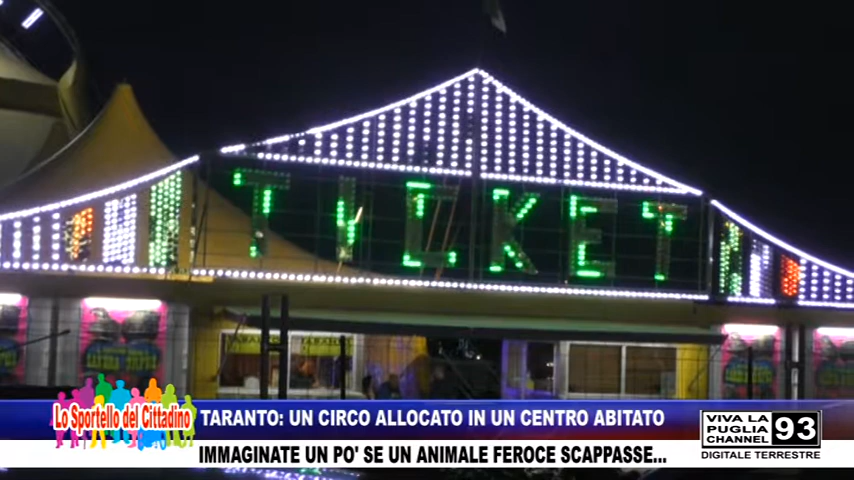 TICKET
Lo Sportello del Cittadino
TARANTO: UN CIRCO ALLOCATO IN UN CENTRO ABITATO
IMMAGINATE UN PO' SE UN ANIMALE FEROCE SCAPPASSE...
VIVA LA
PUGLIA
CHANNEL
93
DIGITALE TERRESTRE